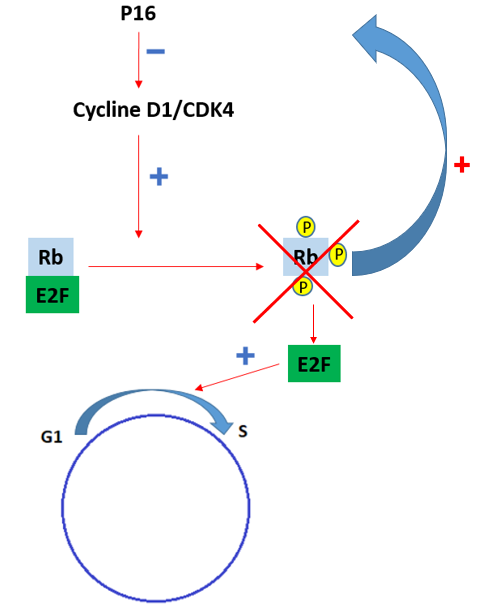 P16
−
Cycline D1/CDK4
+
+
P
Rb
Rb
P
P
E2F
+
E2F
G1
S